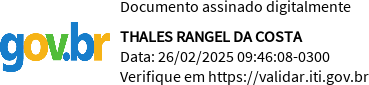 Documento assinado digitalmente
gov.br
THALES RANGEL DA COSTA
Data: 26/02/2025 09:46:08-0300
Verifique em https://validar.iti.gov.br